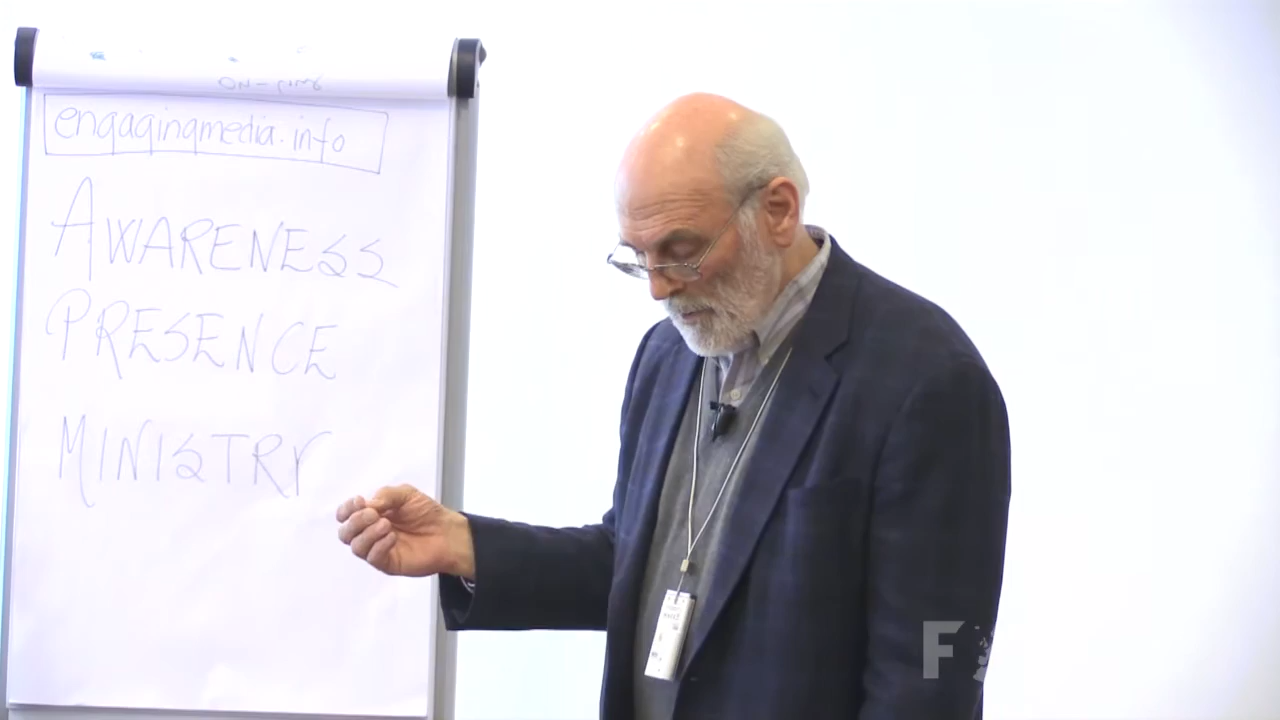 engagingmedia.info
AWARENESS
PRESENCE
MINISTRY
F